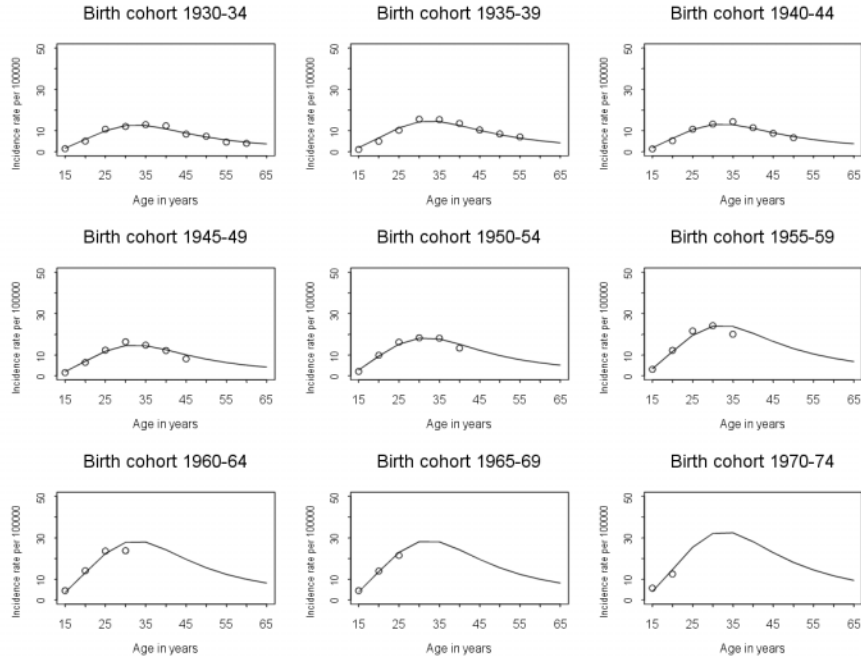 Birth cohort 1930-34
Birth cohort 1935-39
Birth cohort 1940-44
Incidence rate per 100000
0 10 30 50
15 25 35 45 55 65
Age in years
Incidence rate per 100000
0 10 30 50
15 25 35 45 55 65
Age in years
Incidence rate per 100000
0 10 30 50
15 25 35 45 55 65
Age in years
Birth cohort 1945-49
Birth cohort 1950-54
Birth cohort 1955-59
Incidence rate per 100000
0 10 30 50
15 25 35 45 55 65
Age in years
Incidence rate per 100000
0 10 30 50
15 25 35 45 55 65
Age in years
Incidence rate per 100000
0 10 30 50
15 25 35 45 55 65
Age in years
Birth cohort 1960-64
Birth cohort 1965-69
Birth cohort 1970-74
Incidence rate per 100000
0 10 30 50
15 25 35 45 55 65
Age in years
Incidence rate per 100000
0 10 30 50
15 25 35 45 55 65
Age in years
Incidence rate per 100000
0 10 30 50
15 25 35 45 55 65
Age in years